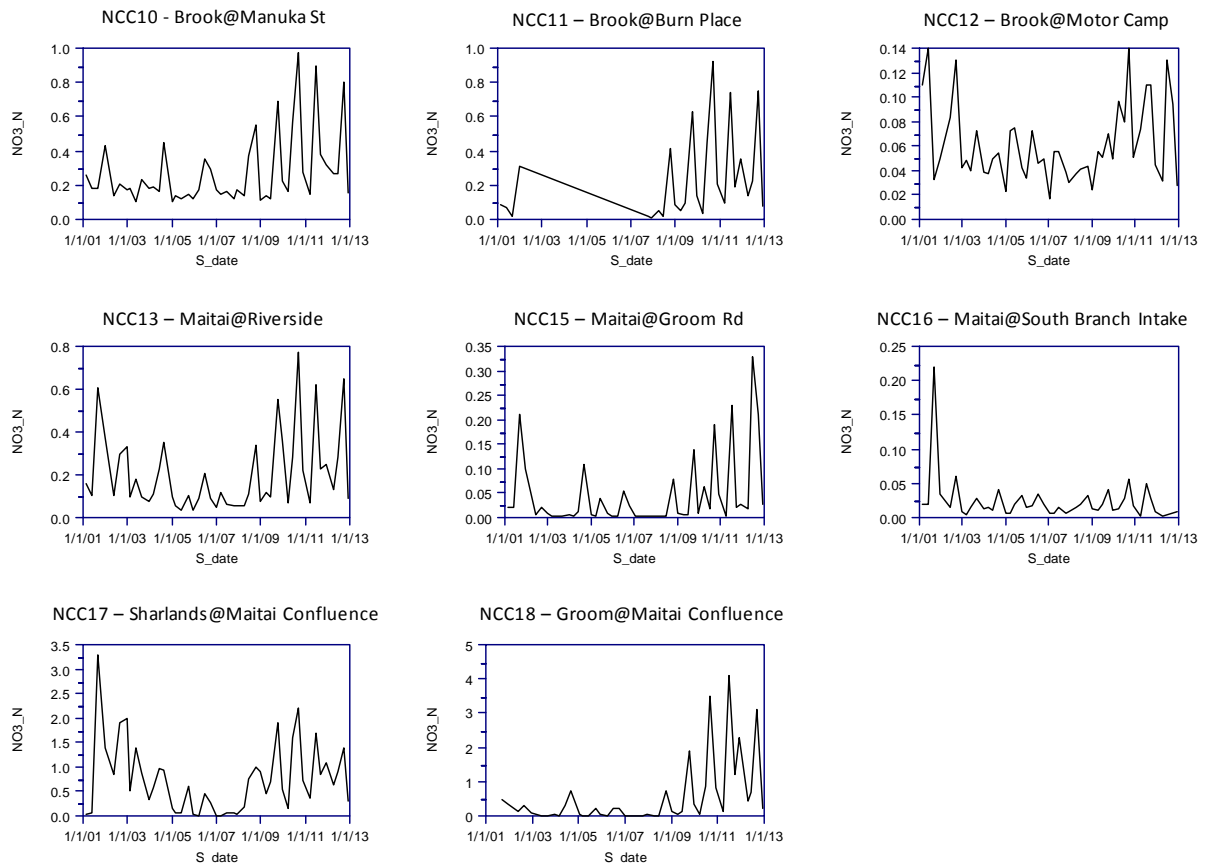 NCC10 - Brook@Manuka St
NO3_N
1.0
0.8
0.6
0.4
0.2
0.0
1/1/01 1/1/03 1/1/05 1/1/07 1/1/09 1/1/11 1/1/13
S_date
NCC11 – Brook@Burn Place
NO3_N
1.0
0.8
0.6
0.4
0.2
0.0
1/1/01 1/1/03 1/1/05 1/1/07 1/1/09 1/1/11 1/1/13
S_date
NCC12 – Brook@Motor Camp
NO3_N
0.14
0.12
0.10
0.08
0.06
0.04
0.02
0.00
1/1/01 1/1/03 1/1/05 1/1/07 1/1/09 1/1/11 1/1/13
S_date
NCC13 – Maitai@Riverside
NO3_N
0.8
0.6
0.4
0.2
0.0
1/1/01 1/1/03 1/1/05 1/1/07 1/1/09 1/1/11 1/1/13
S_date
NCC15 – Maitai@Groom Rd
NO3_N
0.35
0.30
0.25
0.20
0.15
0.10
0.05
0.00
1/1/01 1/1/03 1/1/05 1/1/07 1/1/09 1/1/11 1/1/13
S_date
NCC16 – Maitai@South Branch Intake
NO3_N
0.25
0.20
0.15
0.10
0.05
0.00
1/1/01 1/1/03 1/1/05 1/1/07 1/1/09 1/1/11 1/1/13
S_date
NCC17 – Sharlands@Maitai Confluence
NO3_N
3.5
3.0
2.5
2.0
1.5
1.0
0.5
0.0
1/1/01 1/1/03 1/1/05 1/1/07 1/1/09 1/1/11 1/1/13
S_date
NCC18 – Groom@Maitai Confluence
NO3_N
5
4
3
2
1
0
1/1/01 1/1/03 1/1/05 1/1/07 1/1/09 1/1/11 1/1/13
S_date